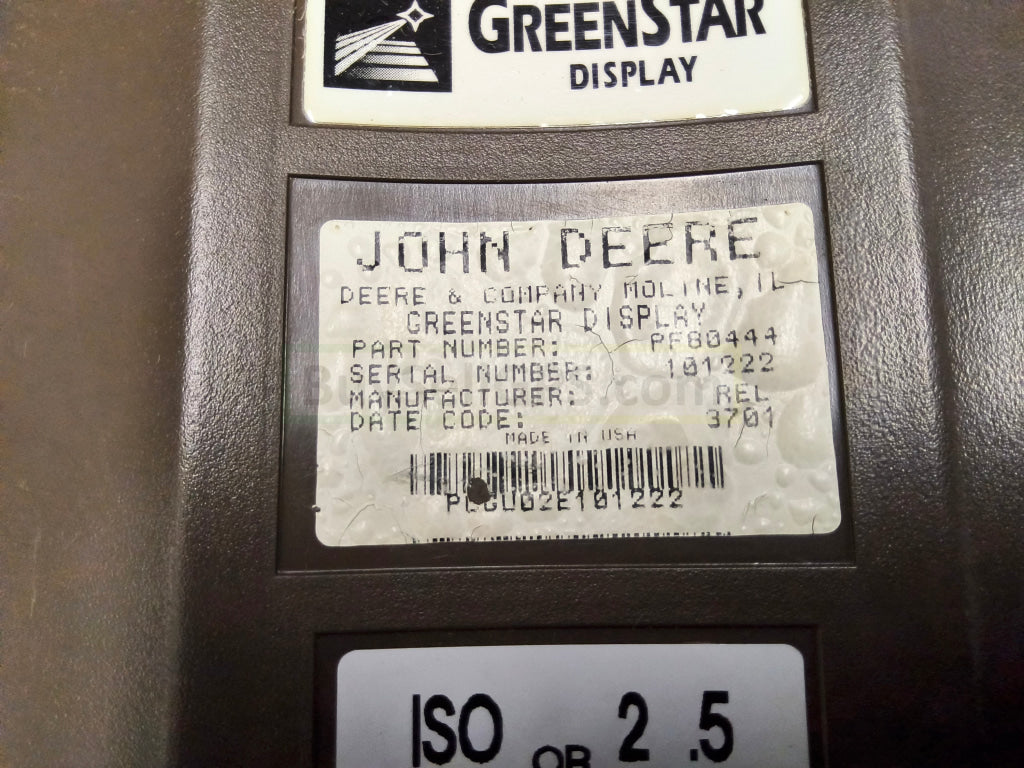 GREENSTAR
DISPLAY
JOHN DEERE
DEERE & COMPANY MOLINE, IL
GREENSTAR DISPLAY
PART NUMBER: PF80444
SERIAL NUMBER: 101222
MANUFACTURER: REL
DATE CODE: 3701
MADE IN USA
ISO OR 2.5